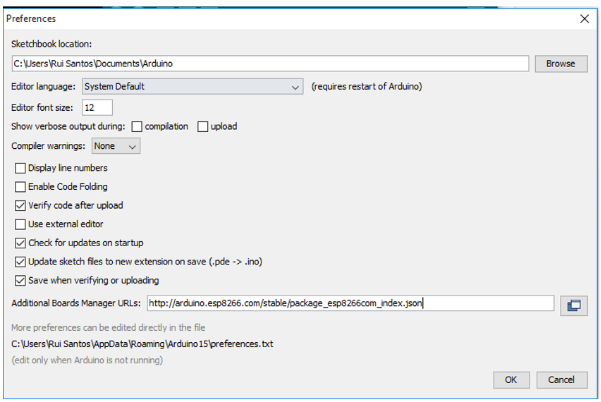 Preferences
Sketchbook location:
C:\Users\Rui Santos\Documents\Arduino Browse
Editor language: System Default (requires restart of Arduino)
Editor font size: 12
Show verbose output during: compilation upload
Compiler warnings: None
Display line numbers
Enable Code Folding
Verify code after upload
Use external editor
Check for updates on startup
Update sketch files to new extension on save (.pde -> .ino)
Save when verifying or uploading
Additional Boards Manager URLs: http://arduino.esp8266.com/stable/package_esp8266com_index.json
More preferences can be edited directly in the file
C:\Users\Rui Santos\AppData\Roaming\Arduino15\preferences.txt
(edit only when Arduino is not running)
OK Cancel